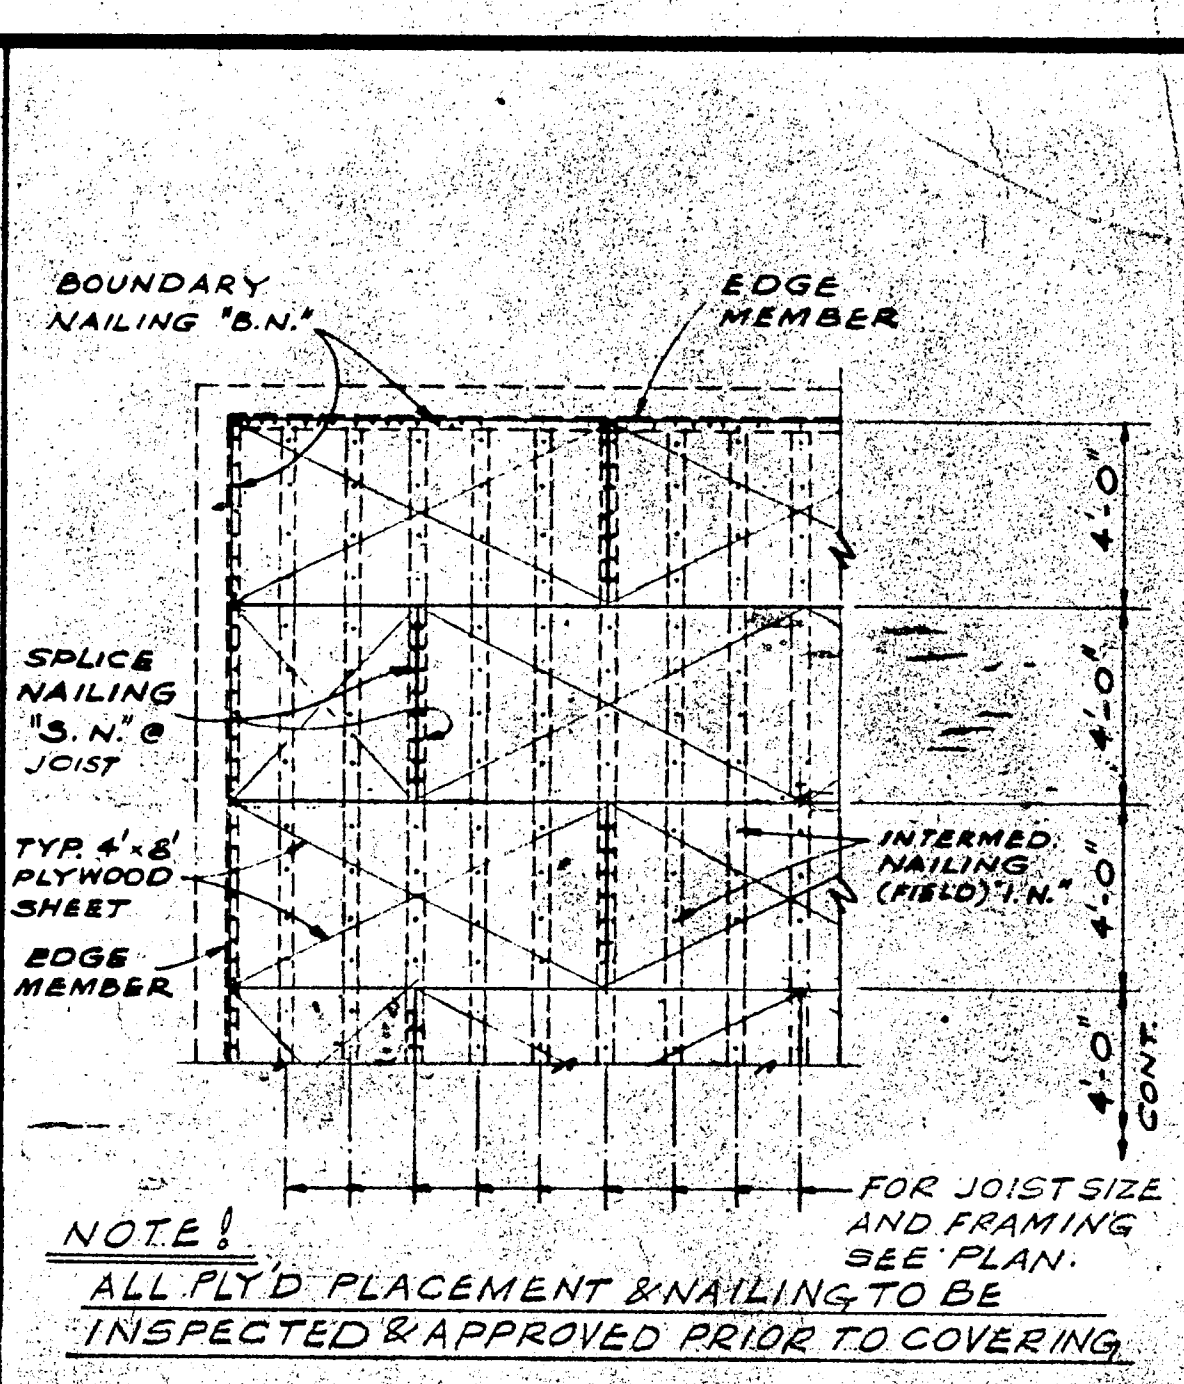 BOUNDARY
NAILING "B.N."
EDGE
MEMBER
4'-0"
SPLICE
NAILING
"S.N." @
JOIST
4'-0"
TYP. 4'x8'
PLYWOOD
SHEET
INTERMED.
NAILING
(FIELD) "I.N."
4'-0"
EDGE
MEMBER
4'-0"
CONT.
FOR JOIST SIZE
AND FRAMING
SEE PLAN.
NOTE!
ALL PLY'D PLACEMENT & NAILING TO BE
INSPECTED & APPROVED PRIOR TO COVERING